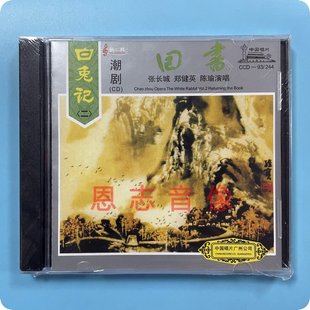 白兔记
(二)
潮剧
(CD)
回書
张长城 郑健英 陈瑜演唱
Chao zhou Opera The White Rabbit Vol.2 Returning the Book
中国唱片
CCD—93/244
恩志音像
中国唱片广州公司